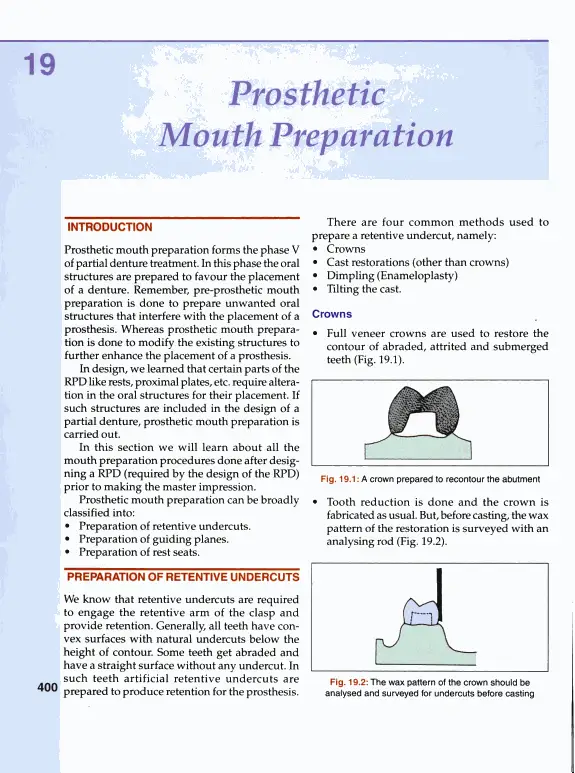 19
Prosthetic
Mouth Preparation
INTRODUCTION
Prosthetic mouth preparation forms the phase V
of partial denture treatment. In this phase the oral
structures are prepared to favour the placement
of a denture. Remember, pre-prosthetic mouth
preparation is done to prepare unwanted oral
structures that interfere with the placement of a
prosthesis. Whereas prosthetic mouth prepara-
tion is done to modify the existing structures to
further enhance the placement of a prosthesis.
In design, we learned that certain parts of the
RPD like rests, proximal plates, etc. require altera-
tion in the oral structures for their placement. If
such structures are included in the design of a
partial denture, prosthetic mouth preparation is
carried out.
In this section we will learn about all the
mouth preparation procedures done after desig-
ning a RPD (required by the design of the RPD)
prior to making the master impression.
Prosthetic mouth preparation can be broadly
classified into:
• Preparation of retentive undercuts.
• Preparation of guiding planes.
• Preparation of rest seats.
PREPARATION OF RETENTIVE UNDERCUTS
We know that retentive undercuts are required
to engage the retentive arm of the clasp and
provide retention. Generally, all teeth have con-
vex surfaces with natural undercuts below the
height of contour. Some teeth get abraded and
have a straight surface without any undercut. In
such teeth artificial retentive undercuts are
prepared to produce retention for the prosthesis.
400
There are four common methods used to
prepare a retentive undercut, namely:
• Crowns
• Cast restorations (other than crowns)
• Dimpling (Enameloplasty)
• Tilting the cast.
Crowns
• Full veneer crowns are used to restore the
contour of abraded, attrited and submerged
teeth (Fig. 19.1).
Fig. 19.1: A crown prepared to recontour the abutment
• Tooth reduction is done and the crown is
fabricated as usual. But, before casting, the wax
pattern of the restoration is surveyed with an
analysing rod (Fig. 19.2).
Fig. 19.2: The wax pattern of the crown should be
analysed and surveyed for undercuts before casting